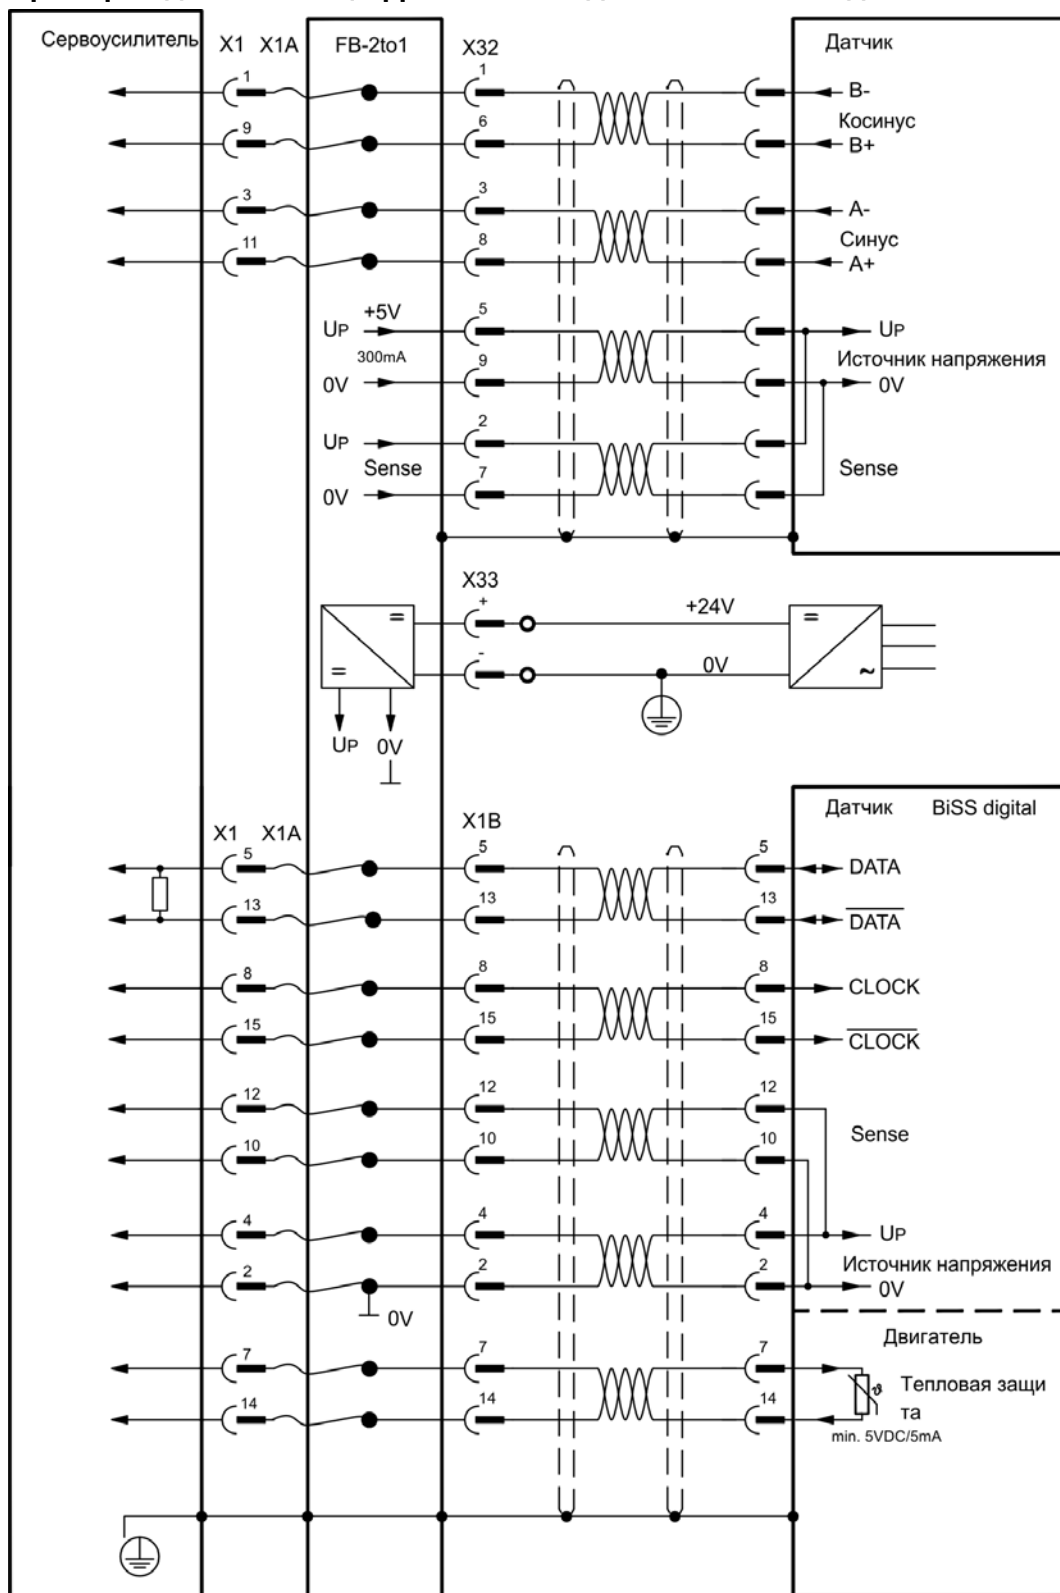 Сервоусилитель X1 X1A FB-2to1 X32 Датчик
1 1 B-
Косинус
9 6 B+
3 3 A-
Синус
11 8 A+
+5V 5
UP UP
300mA 9 Источник напряжения
0V 0V
UP 2
Sense 7 Sense
0V
X33
+ +24V
=
=
- 0V
= ~
UP 0V
Датчик BiSS digital
X1 X1A X1B
5 5 5 DATA
13 13 13 DATA
8 8 8 CLOCK
15 15 15 CLOCK
12 12 12
Sense
10 10 10
4 4 4 UP
Источник напряжения
2 2 2 0V
0V
Двигатель
7 7 7
ϑ Тепловая защи
14 14 14 та
min. 5VDC/5mA